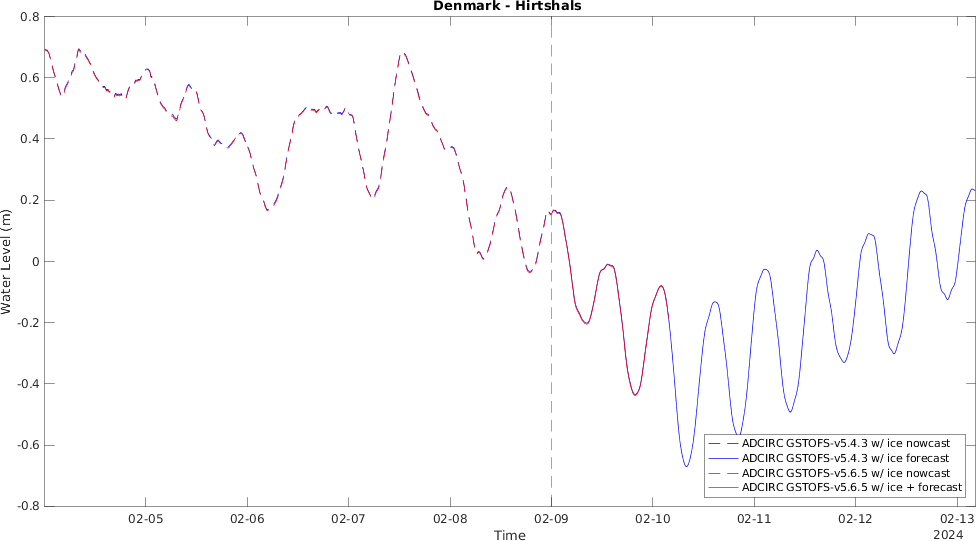 Denmark - Hirtshals
Water Level (m)
0.8
0.6
0.4
0.2
0
-0.2
-0.4
-0.6
-0.8
ADCIRC GSTOFS-v5.4.3 w/ ice nowcast
ADCIRC GSTOFS-v5.4.3 w/ ice forecast
ADCIRC GSTOFS-v5.6.5 w/ ice nowcast
ADCIRC GSTOFS-v5.6.5 w/ ice + forecast
02-05 02-06 02-07 02-08 02-09 02-10 02-11 02-12 02-13
Time
2024